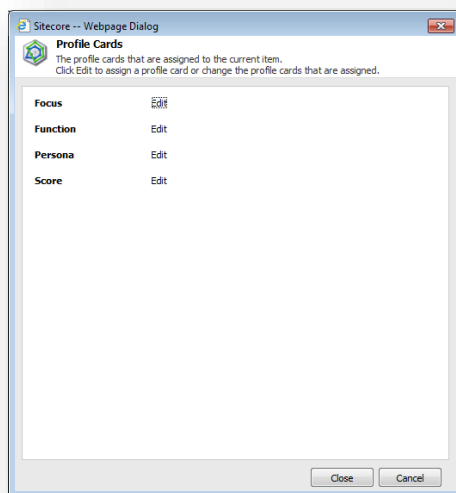 Sitecore -- Webpage Dialog
Profile Cards
The profile cards that are assigned to the current item.
Click Edit to assign a profile card or change the profile cards that are assigned.
Focus Edit
Function Edit
Persona Edit
Score Edit
Close Cancel